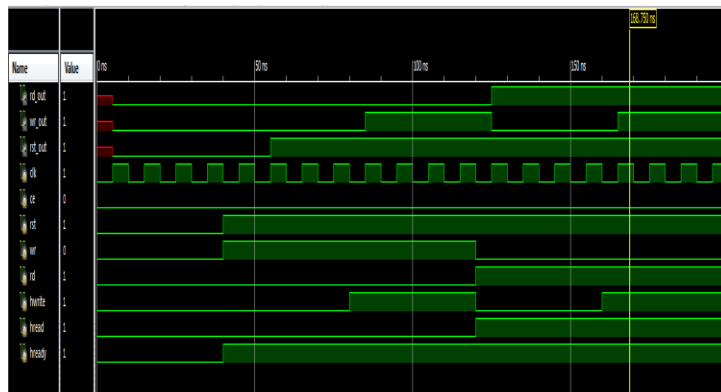 168.750 ns
Name Value 0 ns 50 ns 100 ns 150 ns
rd_out 1
wr_out 1
rst_out 1
clk 1
ce 0
rst 1
wr 0
rd 1
hwrite 1
hread 1
hready 1